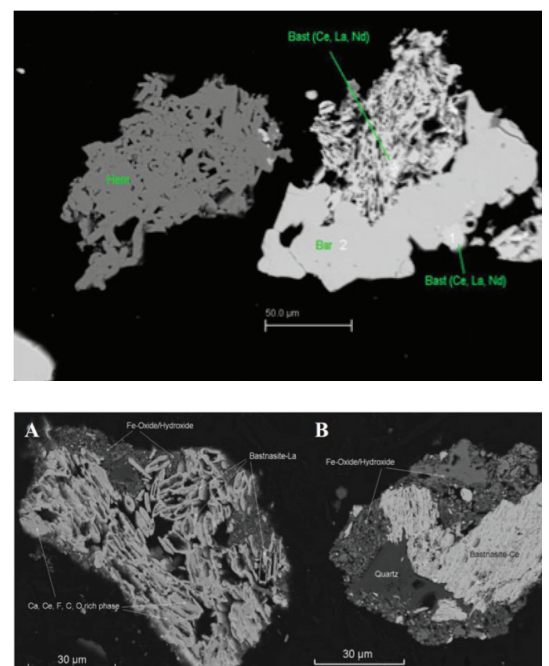 Bast (Ce, La, Nd)
Bar 2
1
Bast (Ce, La, Nd)
50.0 µm
A
Fe-Oxide/Hydroxide
Bastnasite-La
Ca, Ce, F, C, O rich phase
30 µm
B
Fe-Oxide/Hydroxide
Bastnasite-Ce
Quartz
30 µm